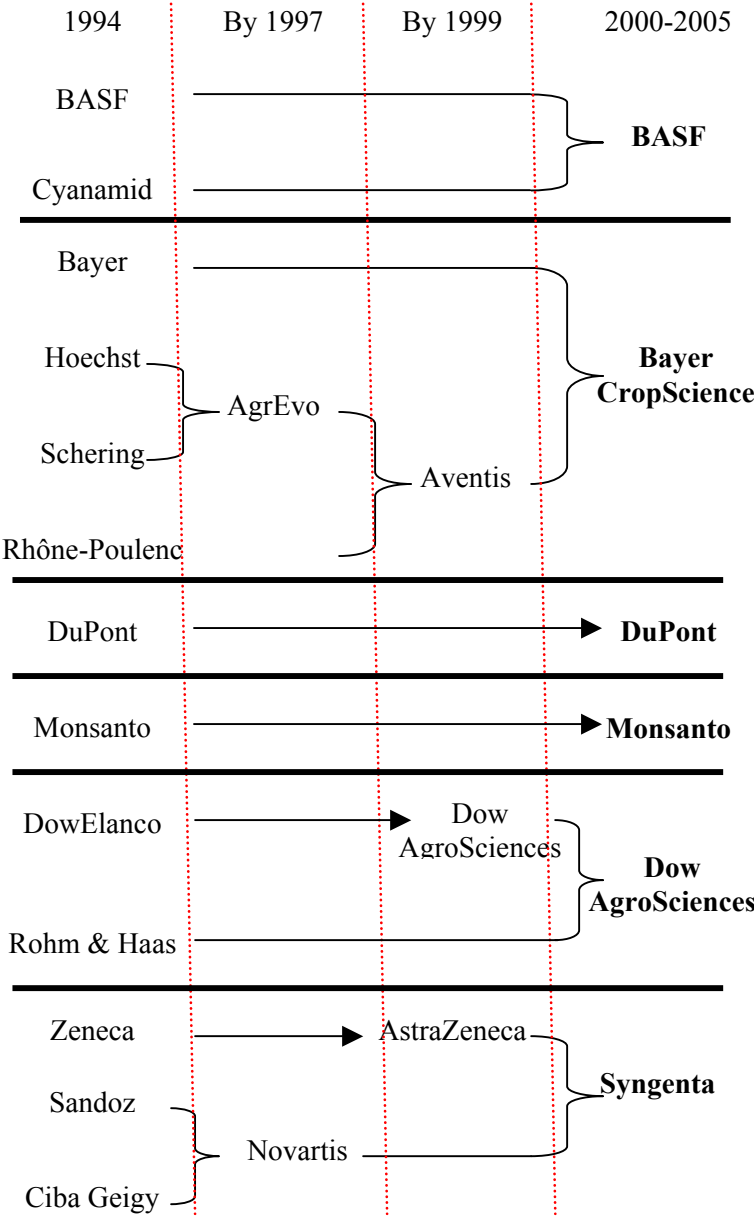 1994 By 1997 By 1999 2000-2005
BASF
BASF
Cyanamid
Bayer
Hoechst
Bayer
CropScience
AgrEvo
Schering
Aventis
Rhône-Poulenc
DuPont DuPont
Monsanto Monsanto
DowElanco
Dow
AgroSciences
Dow
AgroSciences
Rohm & Haas
Zeneca AstraZeneca
Syngenta
Sandoz
Novartis
Ciba Geigy